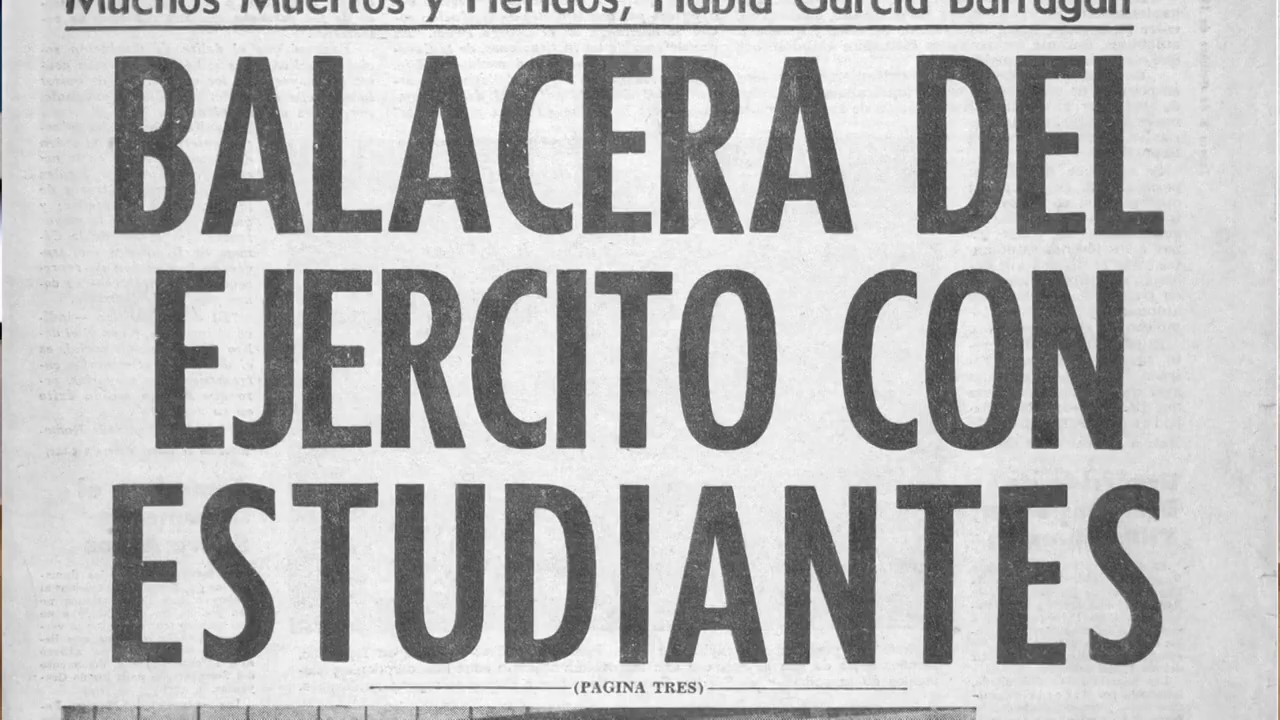 Muchos Muertos y Heridos; Habla García Barragán
BALACERA DEL
EJERCITO CON
ESTUDIANTES
(PAGINA TRES)